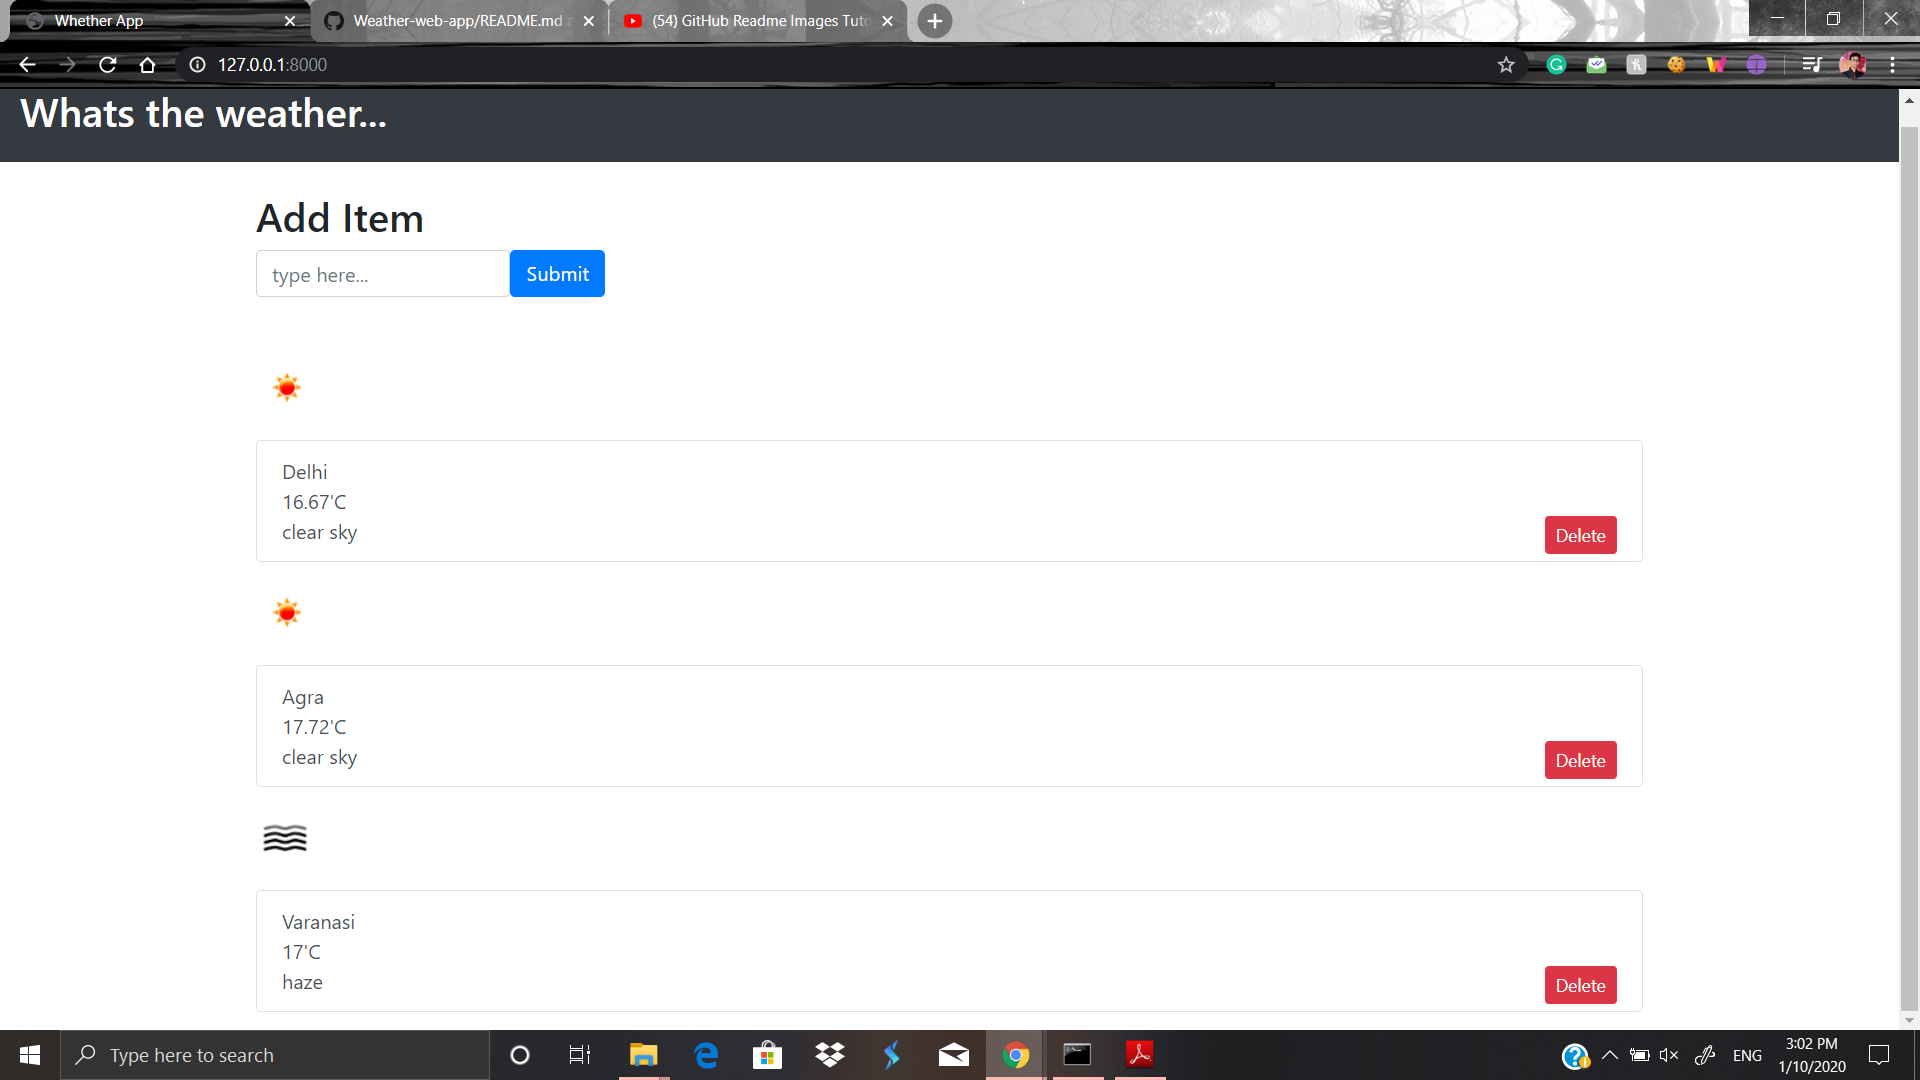 Whether App
Weather-web-app/README.md
(54) GitHub Readme Images Tuto
127.0.0.1:8000
Whats the weather...
Add Item
type here...
Submit
Delhi
16.67'C
clear sky
Delete
Agra
17.72'C
clear sky
Delete
Varanasi
17'C
haze
Delete
Type here to search
ENG
3:02 PM
1/10/2020